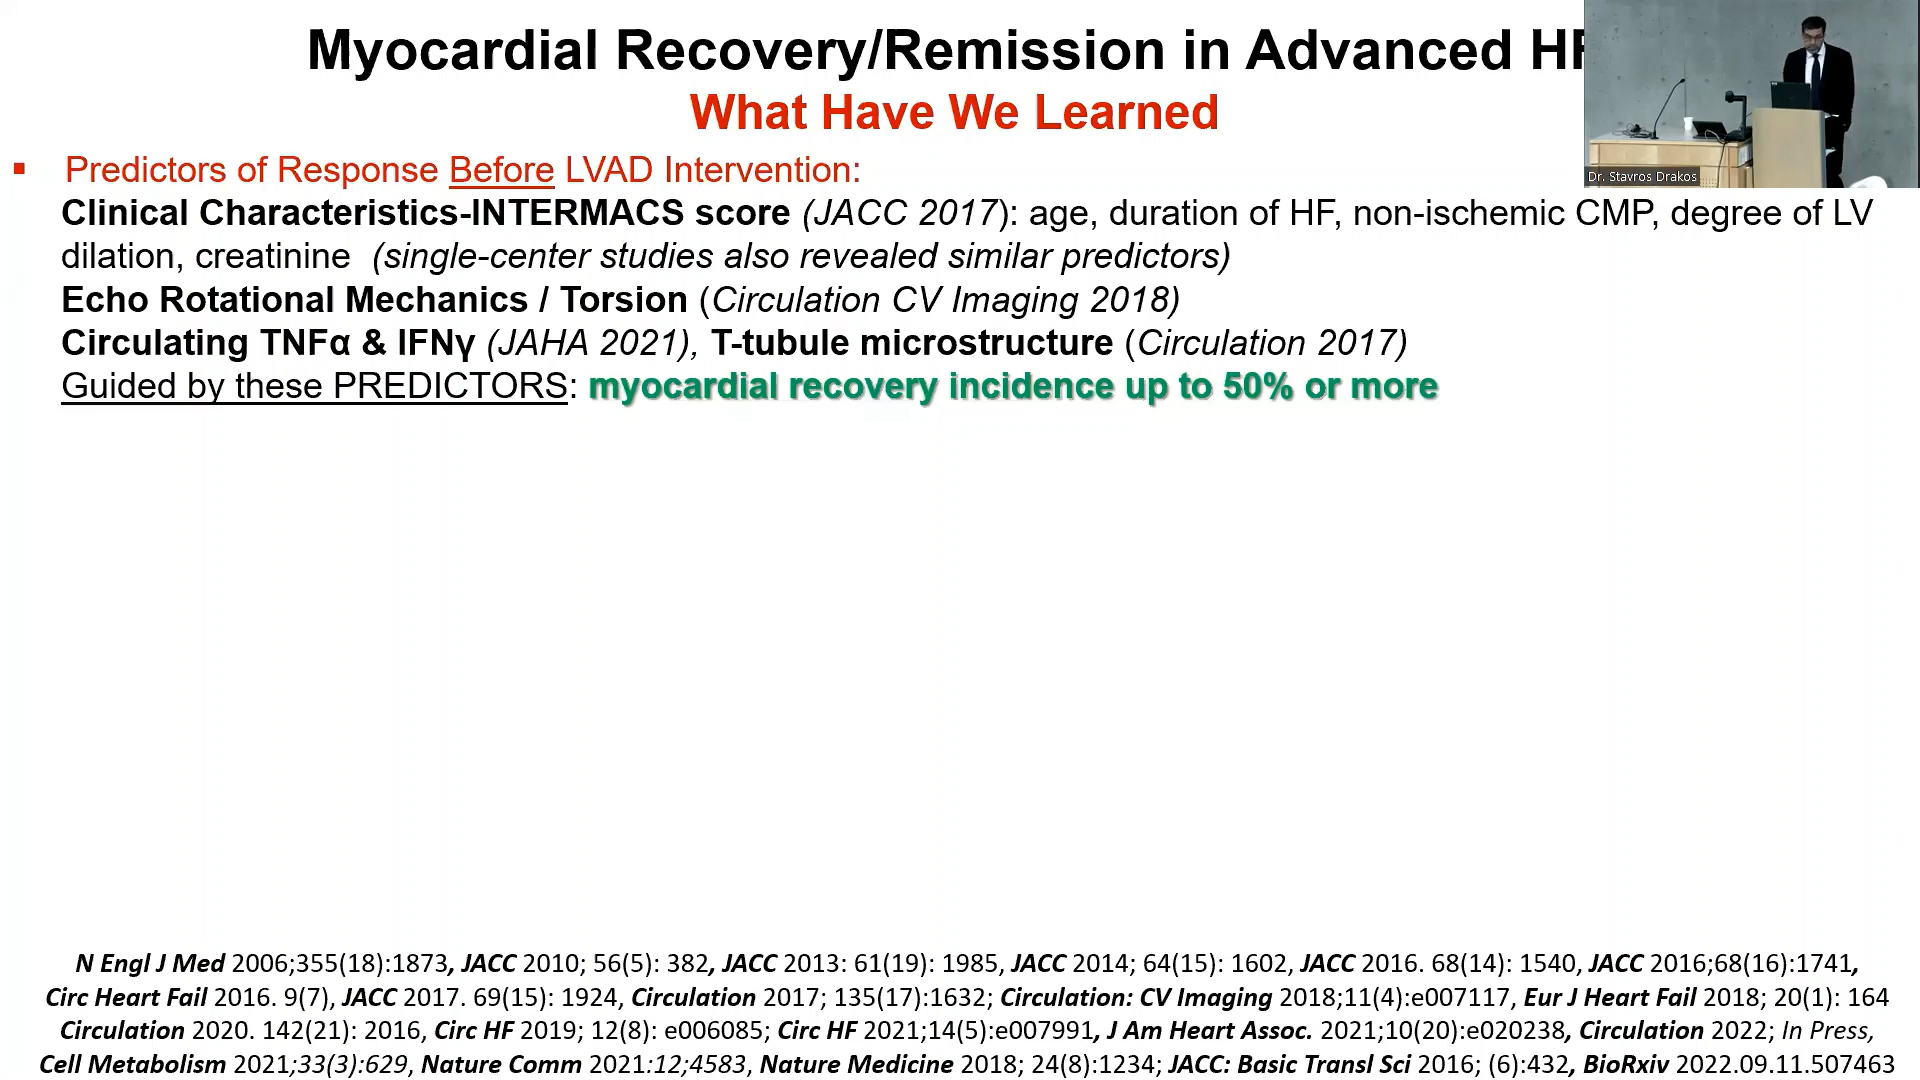 Myocardial Recovery/Remission in Advanced HF
What Have We Learned
Dr. Stavros Drakos
▪ Predictors of Response Before LVAD Intervention:
Clinical Characteristics-INTERMACS score (JACC 2017): age, duration of HF, non-ischemic CMP, degree of LV
dilation, creatinine (single-center studies also revealed similar predictors)
Echo Rotational Mechanics / Torsion (Circulation CV Imaging 2018)
Circulating TNFα & IFNγ (JAHA 2021), T-tubule microstructure (Circulation 2017)
Guided by these PREDICTORS: myocardial recovery incidence up to 50% or more
N Engl J Med 2006;355(18):1873, JACC 2010; 56(5): 382, JACC 2013: 61(19): 1985, JACC 2014; 64(15): 1602, JACC 2016. 68(14): 1540, JACC 2016;68(16):1741,
Circ Heart Fail 2016. 9(7), JACC 2017. 69(15): 1924, Circulation 2017; 135(17):1632; Circulation: CV Imaging 2018;11(4):e007117, Eur J Heart Fail 2018; 20(1): 164
Circulation 2020. 142(21): 2016, Circ HF 2019; 12(8): e006085; Circ HF 2021;14(5):e007991, J Am Heart Assoc. 2021;10(20):e020238, Circulation 2022; In Press,
Cell Metabolism 2021;33(3):629, Nature Comm 2021:12;4583, Nature Medicine 2018; 24(8):1234; JACC: Basic Transl Sci 2016; (6):432, BioRxiv 2022.09.11.507463